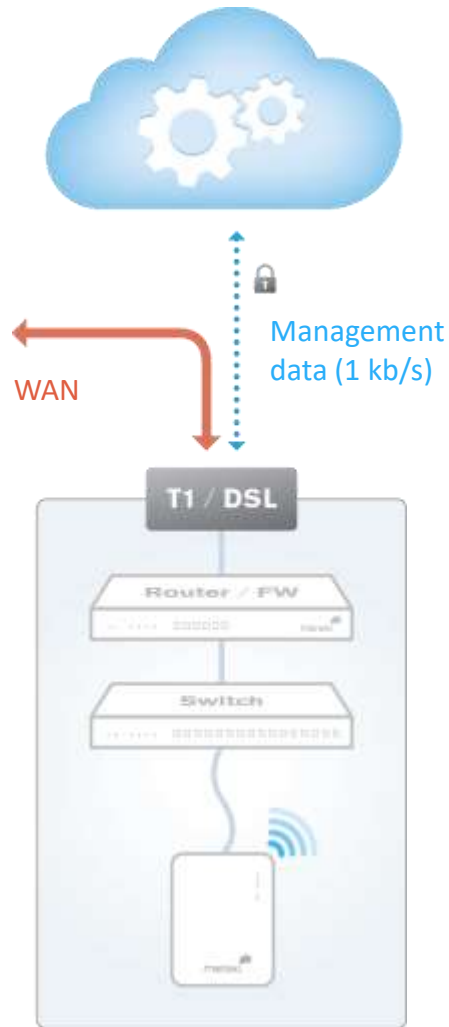 Management
data (1 kb/s)
WAN
T1 / DSL
Router / FW
Switch